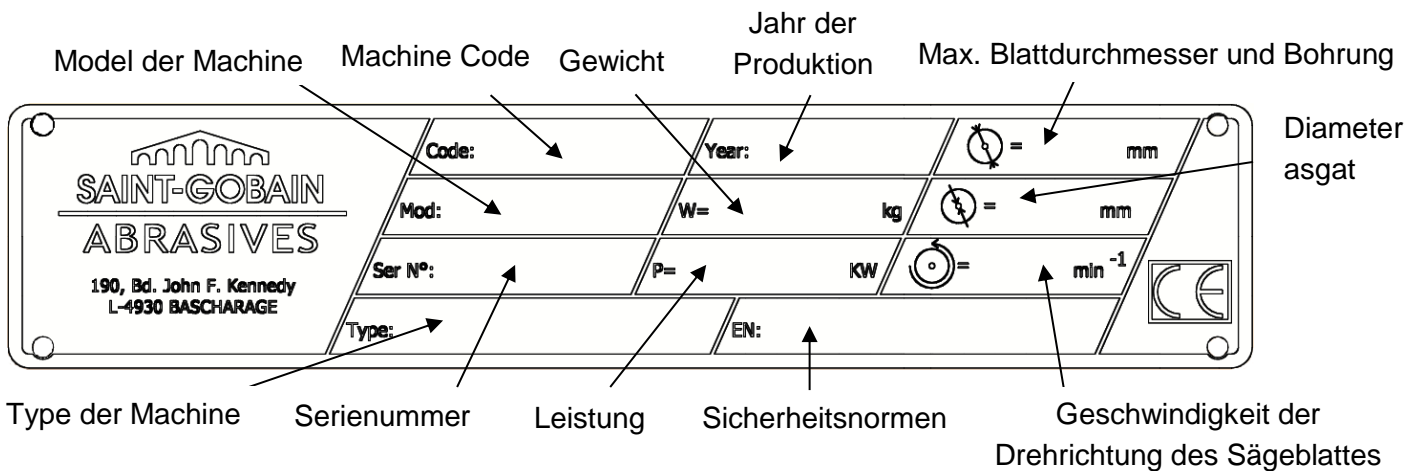 Jahr der
Produktion
Model der Machine
Machine Code
Gewicht
Max. Blattdurchmesser und Bohrung
Diameter
asgat
SAINT-GOBAIN
ABRASIVES
190, Bd. John F. Kennedy
L-4930 BASCHARAGE
Code:
Year:
= mm
Mod:
W= kg
= mm
Ser N°:
P= KW
= min⁻¹
Type:
EN:
CE
Type der Machine
Serienummer
Leistung
Sicherheitsnormen
Geschwindigkeit der
Drehrichtung des Sägeblattes